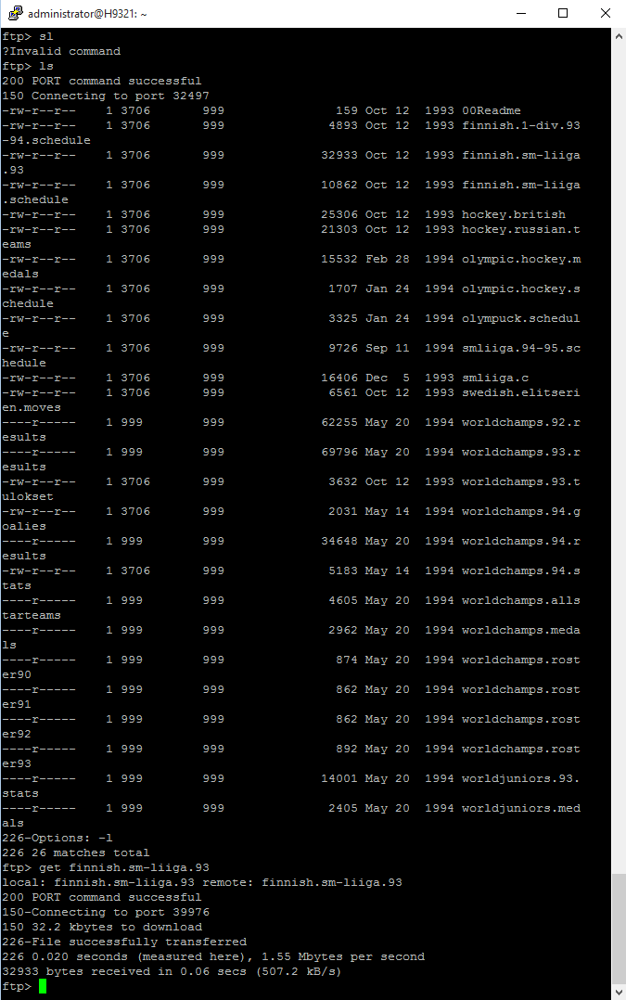 administrator@H9321: ~
ftp> sl
?Invalid command
ftp> ls
200 PORT command successful
150 Connecting to port 32497
-rw-r--r--    1 3706       999               159 Oct 12  1993 00Readme
-rw-r--r--    1 3706       999              4893 Oct 12  1993 finnish.1-div.93
-94.schedule
-rw-r--r--    1 3706       999             32933 Oct 12  1993 finnish.sm-liiga
.93
-rw-r--r--    1 3706       999             10862 Oct 12  1993 finnish.sm-liiga
.schedule
-rw-r--r--    1 3706       999             25306 Oct 12  1993 hockey.british
-rw-r--r--    1 3706       999             21303 Oct 12  1993 hockey.russian.t
eams
-rw-r--r--    1 3706       999             15532 Feb 28  1994 olympic.hockey.m
edals
-rw-r--r--    1 3706       999              1707 Jan 24  1994 olympic.hockey.s
chedule
-rw-r--r--    1 3706       999              3325 Jan 24  1994 olympuck.schedul
e
-rw-r--r--    1 3706       999              9726 Sep 11  1994 smliiga.94-95.sc
hedule
-rw-r--r--    1 3706       999             16406 Dec  5  1993 smliiga.c
-rw-r--r--    1 3706       999              6561 Oct 12  1993 swedish.elitseri
en.moves
----r-----    1 999        999             62255 May 20  1994 worldchamps.92.r
esults
----r-----    1 999        999             69796 May 20  1994 worldchamps.93.r
esults
-rw-r--r--    1 3706       999              3632 Oct 12  1993 worldchamps.93.t
ulokset
-rw-r--r--    1 3706       999              2031 May 14  1994 worldchamps.94.g
oalies
----r-----    1 999        999             34648 May 20  1994 worldchamps.94.r
esults
-rw-r--r--    1 3706       999              5183 May 14  1994 worldchamps.94.s
tats
----r-----    1 999        999              4605 May 20  1994 worldchamps.alls
tarteams
----r-----    1 999        999              2962 May 20  1994 worldchamps.meda
ls
----r-----    1 999        999               874 May 20  1994 worldchamps.rost
er90
----r-----    1 999        999               862 May 20  1994 worldchamps.rost
er91
----r-----    1 999        999               862 May 20  1994 worldchamps.rost
er92
----r-----    1 999        999               892 May 20  1994 worldchamps.rost
er93
----r-----    1 999        999             14001 May 20  1994 worldjuniors.93.
stats
----r-----    1 999        999              2405 May 20  1994 worldjuniors.med
als
226-Options: -l
226 26 matches total
ftp> get finnish.sm-liiga.93
local: finnish.sm-liiga.93 remote: finnish.sm-liiga.93
200 PORT command successful
150-Connecting to port 39976
150 32.2 kbytes to download
226-File successfully transferred
226 0.020 seconds (measured here), 1.55 Mbytes per second
32933 bytes received in 0.06 secs (507.2 kB/s)
ftp>